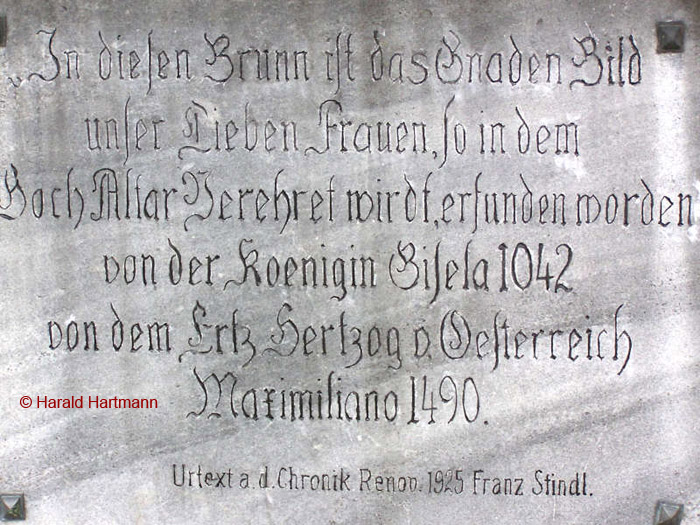 „In diesen Brunn ist das Gnaden Bild
unser Lieben Frauen, so in dem
Hoch Altar Verehret wirdt, erfunden worden
von der Koenigin Gisela 1042
von dem Ertz Hertzog v. Oesterreich
Maximiliano 1490.
© Harald Hartmann
Urtext a. d. Chronik Renov. 1925 Franz Stindl.